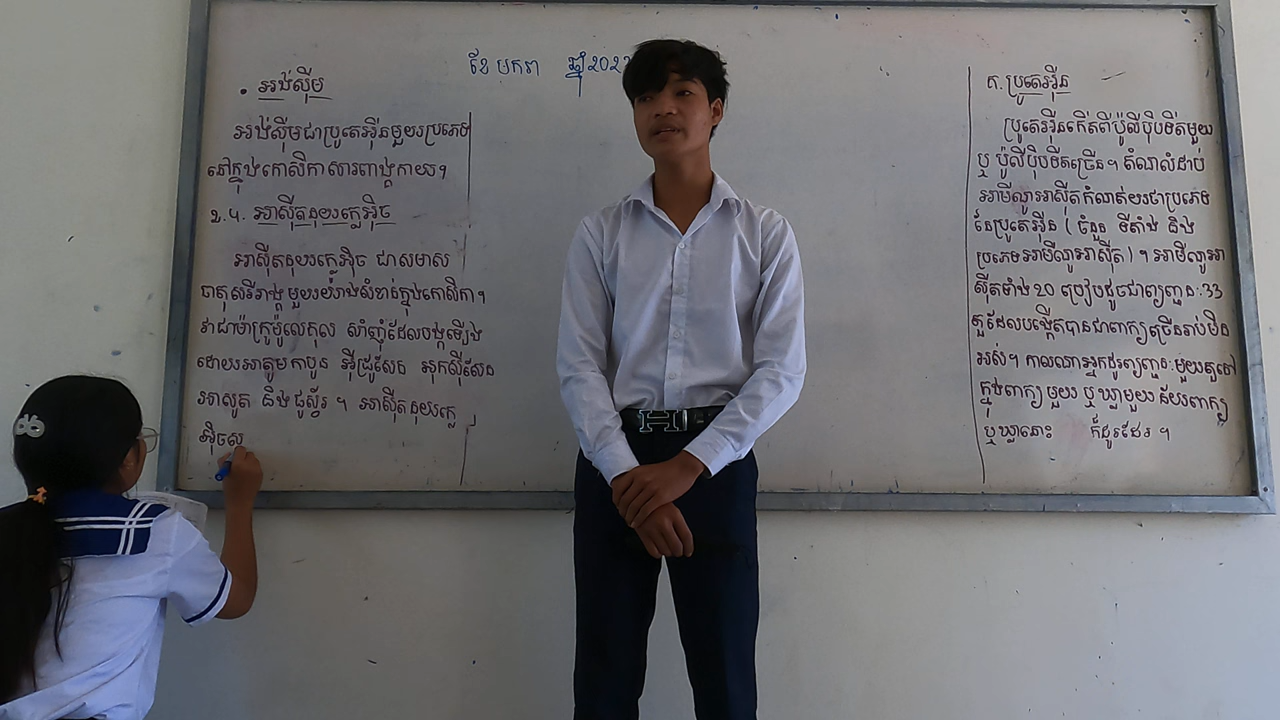 ខែ មករា ឆ្នាំ 202
• អង់ស៊ីម
អង់ស៊ីមជាប្រូតេអ៊ីនមួយប្រភេទ
នៅក្នុងកោសិកាសារពាង្គកាយ។
2.4. អាស៊ីតនុយក្លេអ៊ិច
អាស៊ីតនុយក្លេអ៊ិច ជាសមាស
ធាតុសរីរាង្គមួយយ៉ាងសំខាន់ក្នុងកោសិកា។
វាជាម៉ាក្រូម៉ូលេគុល សាំញ៉ាំដែលបង្កឡើង
ដោយអាតូមកាបូន អ៊ីដ្រូសែន អុកស៊ីសែន
អាសូត និង ផូស្វ័រ ។ អាស៊ីតនុយក្លេ
អ៊ិចស
គ. ប្រូតេអ៊ីន
ប្រូតេអ៊ីនកើតពីប៉ូលីប៉ិបទីតមួយ
ឬ ប៉ូលីប៉ិបទីតច្រើន។ តំណលំដាប់
អាមីណូអាស៊ីតកំណត់យកជាប្រភេទ
នៃប្រូតេអ៊ីន ( ចំនួន ទីតាំង និង
ប្រភេទអាមីណូអាស៊ីត ) ។ អាមីណូអា
ស៊ីតទាំង 20 ប្រៀបដូចជាព្យញ្ជនៈ 33
តួដែលបង្កើតបានជាពាក្យច្រើនរាប់មិន
អស់។ កាលណាអ្នកដូរព្យញ្ជនៈមួយតួនៅ
ក្នុងពាក្យ មួយ ឬ ឃ្លាមួយ ន័យពាក្យ
ឬ ឃ្លានោះ ក៏ដូរដែរ ។
H